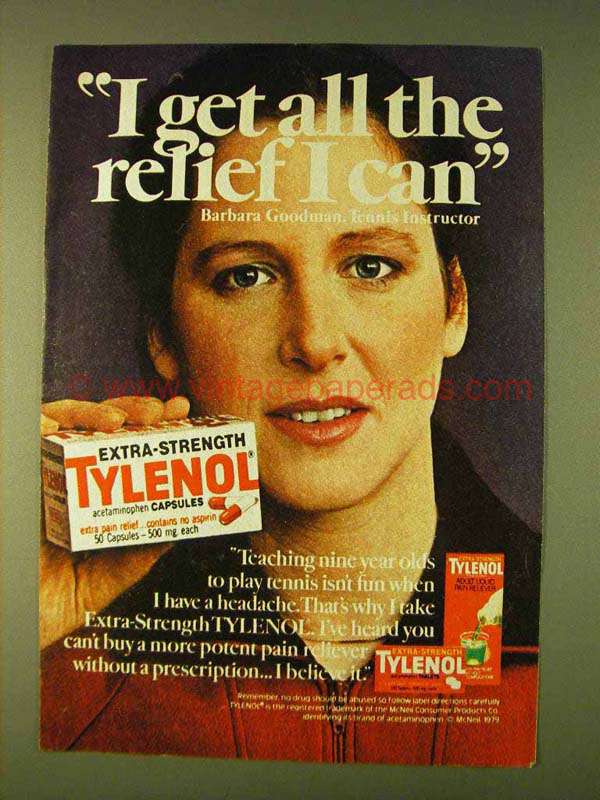 “I get all the
relief I can”
Barbara Goodman, Tennis Instructor
© www.vintagepaperads.com
EXTRA-STRENGTH
TYLENOL®
acetaminophen CAPSULES
extra pain relief...contains no aspirin
50 Capsules – 500 mg. each
"Teaching nine year olds
to play tennis isn't fun when
I have a headache. That's why I take
Extra-Strength TYLENOL. I've heard you
can't buy a more potent pain reliever
without a prescription... I believe it."
EXTRA-STRENGTH
TYLENOL
ADULT LIQUID
PAIN RELIEVER
EXTRA-STRENGTH
TYLENOL
TABLETS
Remember, no drug should be abused so follow label directions carefully
TYLENOL® is the registered trademark of the McNeil Consumer Products Co.
identifying its brand of acetaminophen. © McNeil 1979